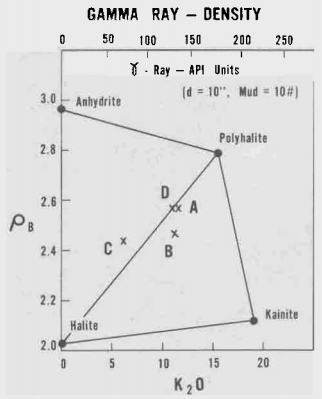 GAMMA RAY – DENSITY
0 50 100 130 150 200 250
ɣ - Ray – API Units
(d = 10", Mud = 10#)
3.0
Anhydrite
Polyhalite
2.8
D
2.6
A
ρB
2.4
C
B
2.2
Kainite
Halite
2.0
0 5 10 15 20
K2O